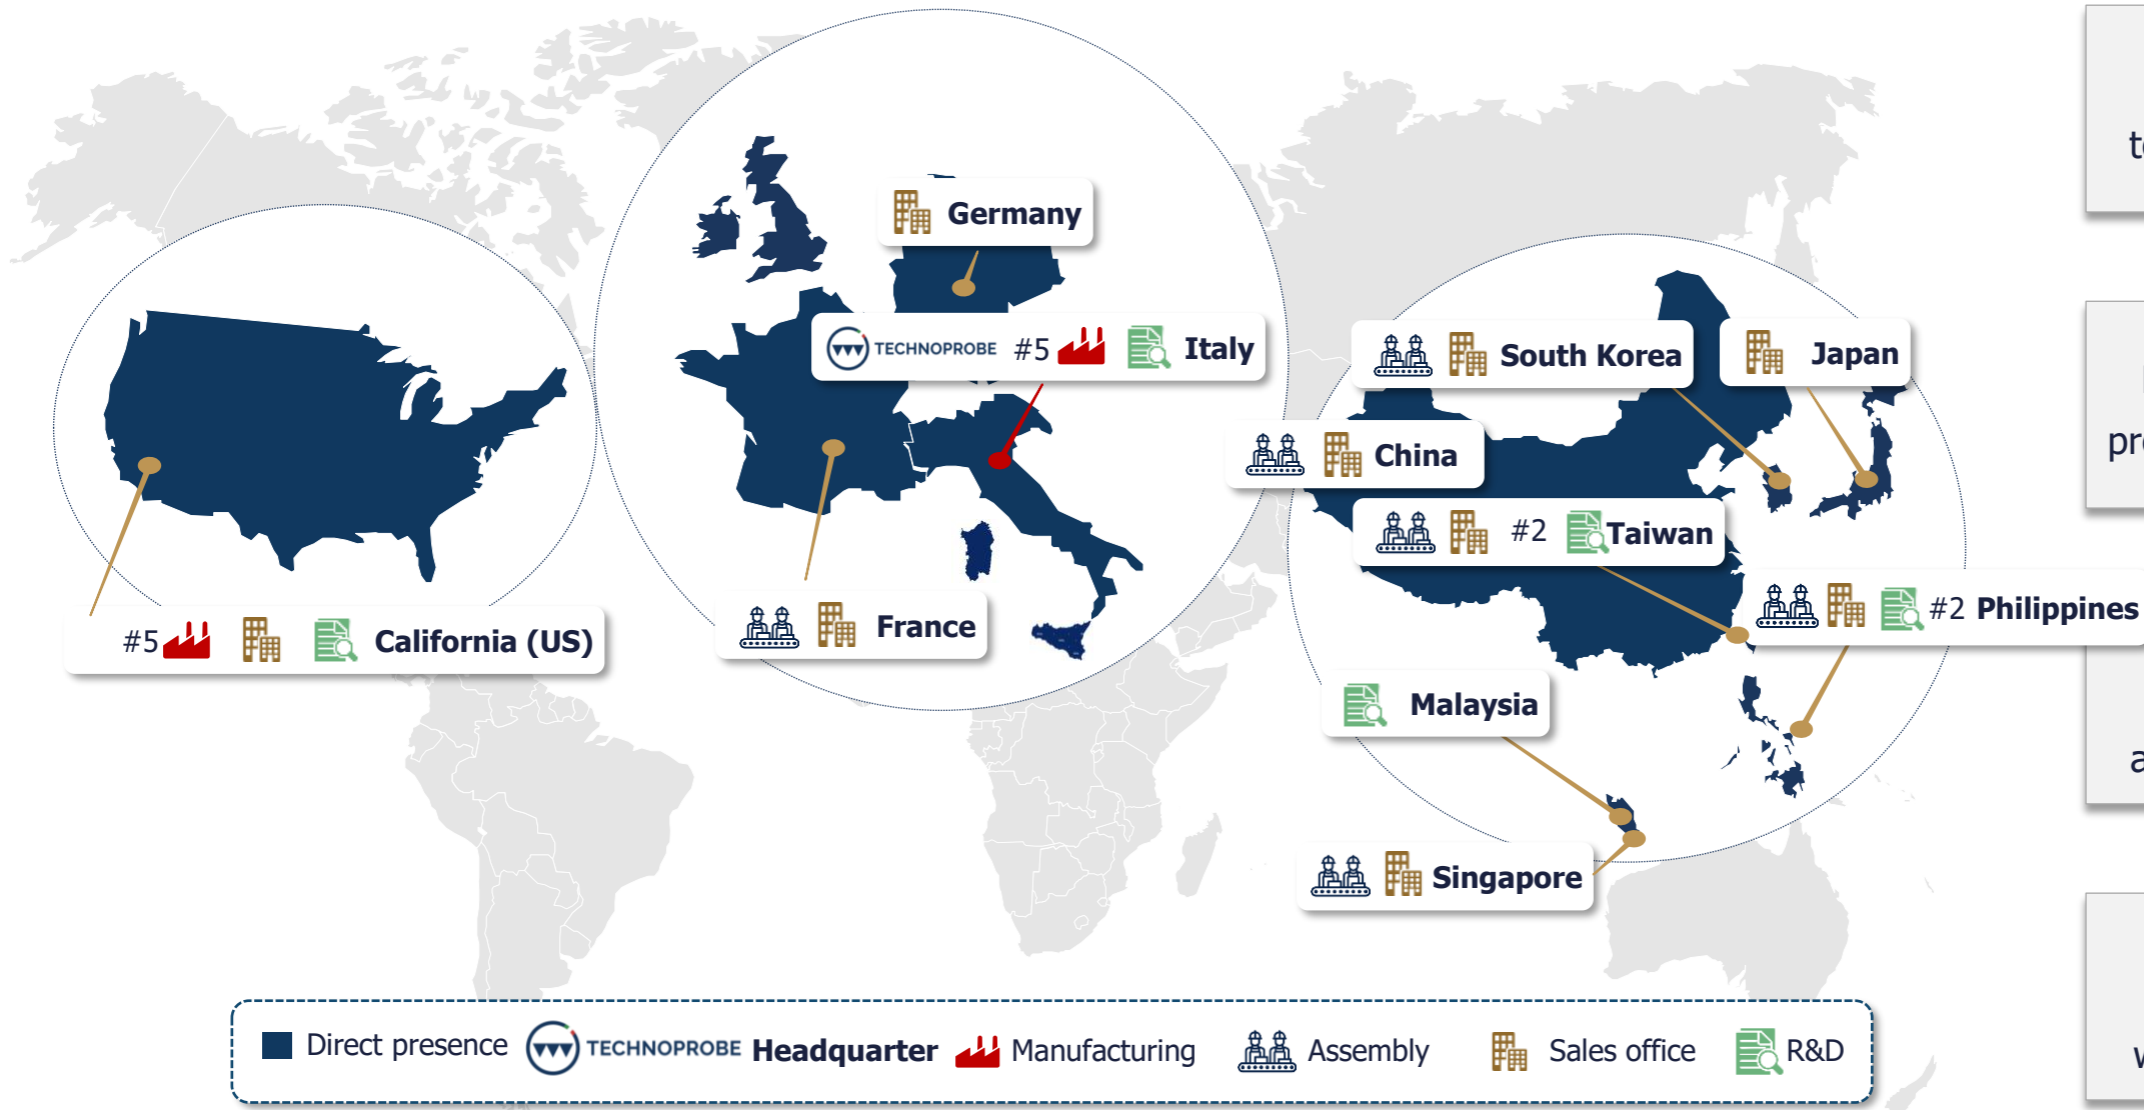 Germany
TECHNOPROBE #5 Italy
South Korea
Japan
China
#2 Taiwan
#2 Philippines
France
#5 California (US)
Malaysia
Singapore
Direct presence TECHNOPROBE Headquarter Manufacturing Assembly Sales office R&D